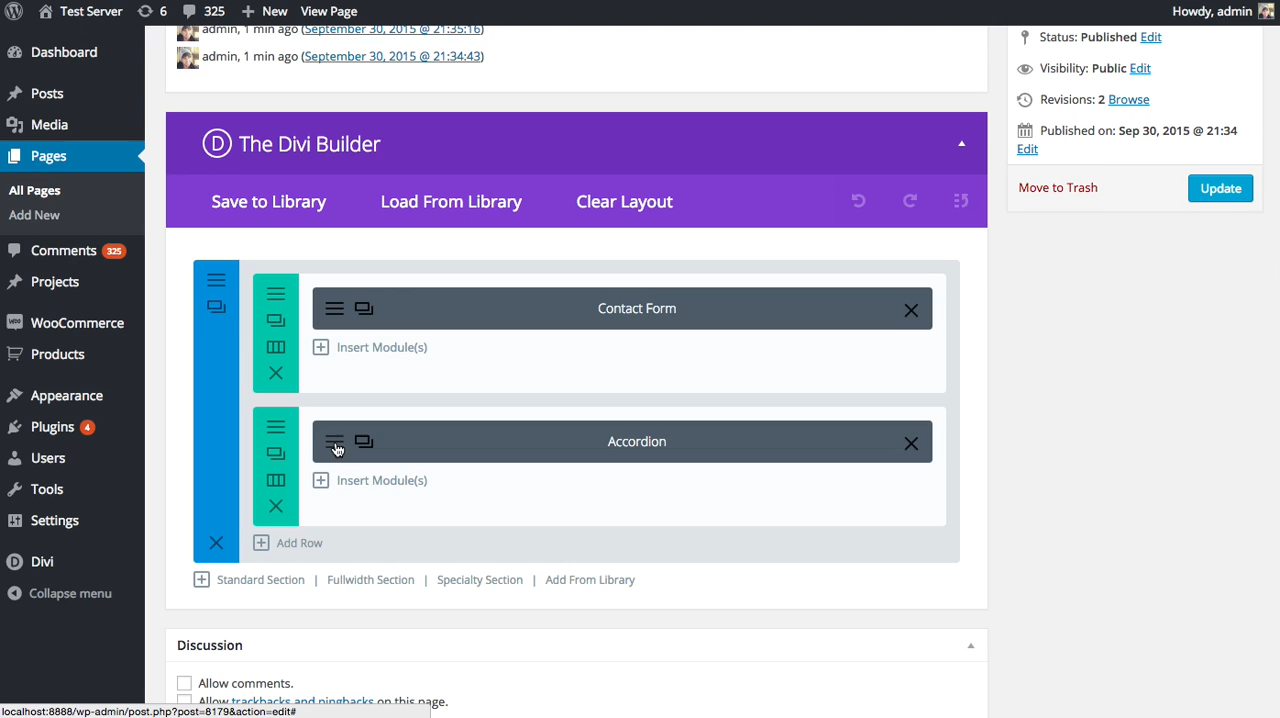 Test Server 6 325 New View Page Howdy, admin
Dashboard
Posts
Media
Pages
All Pages
Add New
Comments 325
Projects
WooCommerce
Products
Appearance
Plugins 4
Users
Tools
Settings
Divi
Collapse menu
admin, 1 min ago (September 30, 2015 @ 21:35:16)
admin, 1 min ago (September 30, 2015 @ 21:34:43)
The Divi Builder
Save to Library Load From Library Clear Layout
Contact Form
Insert Module(s)
Accordion
Insert Module(s)
Add Row
Standard Section | Fullwidth Section | Specialty Section | Add From Library
Discussion
Allow comments.
Allow trackbacks and pingbacks on this page.
Status: Published Edit
Visibility: Public Edit
Revisions: 2 Browse
Published on: Sep 30, 2015 @ 21:34
Edit
Move to Trash Update
localhost:8888/wp-admin/post.php?post=8179&action=edit#